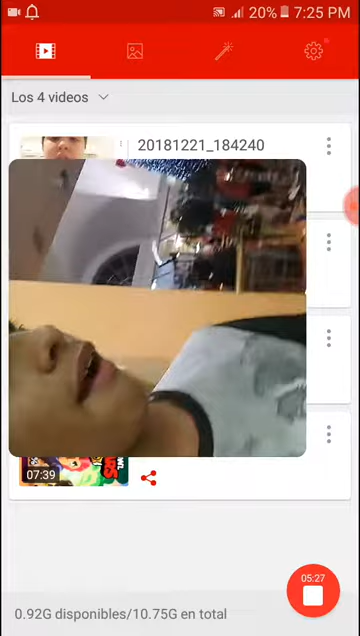 20% 7:25 PM
Los 4 videos
20181221_184240
07:39
05:27
0.92G disponibles/10.75G en total